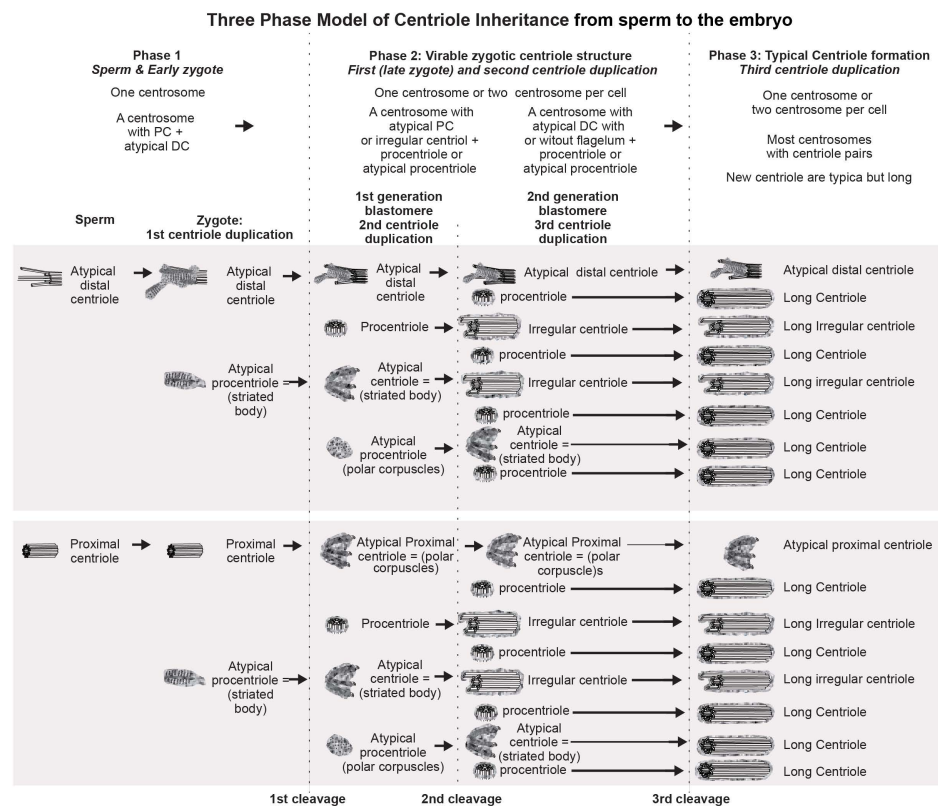 Three Phase Model of Centriole Inheritance from sperm to the embryo
Phase 1
Sperm & Early zygote
One centrosome
A centrosome
with PC +
atypical DC
Phase 2: Virable zygotic centriole structure
First (late zygote) and second centriole duplication
One centrosome or two centrosome per cell
A centrosome with
atypical PC
or irregular centriol +
procentriole or
atypical procentriole
A centrosome with
atypical DC with
or witout flagelum +
procentriole or
atypical procentriole
Phase 3: Typical Centriole formation
Third centriole duplication
One centrosome or
two centrosome per cell
Most centrosomes
with centriole pairs
New centriole are typica but long
Sperm
Zygote:
1st centriole duplication
1st generation
blastomere
2nd centriole
duplication
2nd generation
blastomere
3rd centriole
duplication
Atypical
distal
centriole
Atypical
distal
centriole
Atypical
distal
centriole
Atypical distal centriole
Atypical distal centriole
procentriole
Long Centriole
Procentriole
Irregular centriole
Long Irregular centriole
procentriole
Long Centriole
Atypical
procentriole =
(striated
body)
Atypical
centriole =
(striated body)
Irregular centriole
Long irregular centriole
procentriole
Long Centriole
Atypical
procentriole
(polar corpuscles)
Atypical
centriole =
(striated body)
Long Centriole
procentriole
Long Centriole
Proximal
centriole
Proximal
centriole
Atypical Proximal
centriole = (polar
corpuscles)
Atypical Proximal
centriole = (polar
corpuscle)s
Atypical proximal centriole
procentriole
Long Centriole
Procentriole
Irregular centriole
Long Irregular centriole
procentriole
Long Centriole
Atypical
procentriole =
(striated
body)
Atypical
centriole =
(striated body)
Irregular centriole
Long irregular centriole
procentriole
Long Centriole
Atypical
procentriole
(polar corpuscles)
Atypical
centriole =
(striated body)
Long Centriole
procentriole
Long Centriole
1st cleavage
2nd cleavage
3rd cleavage